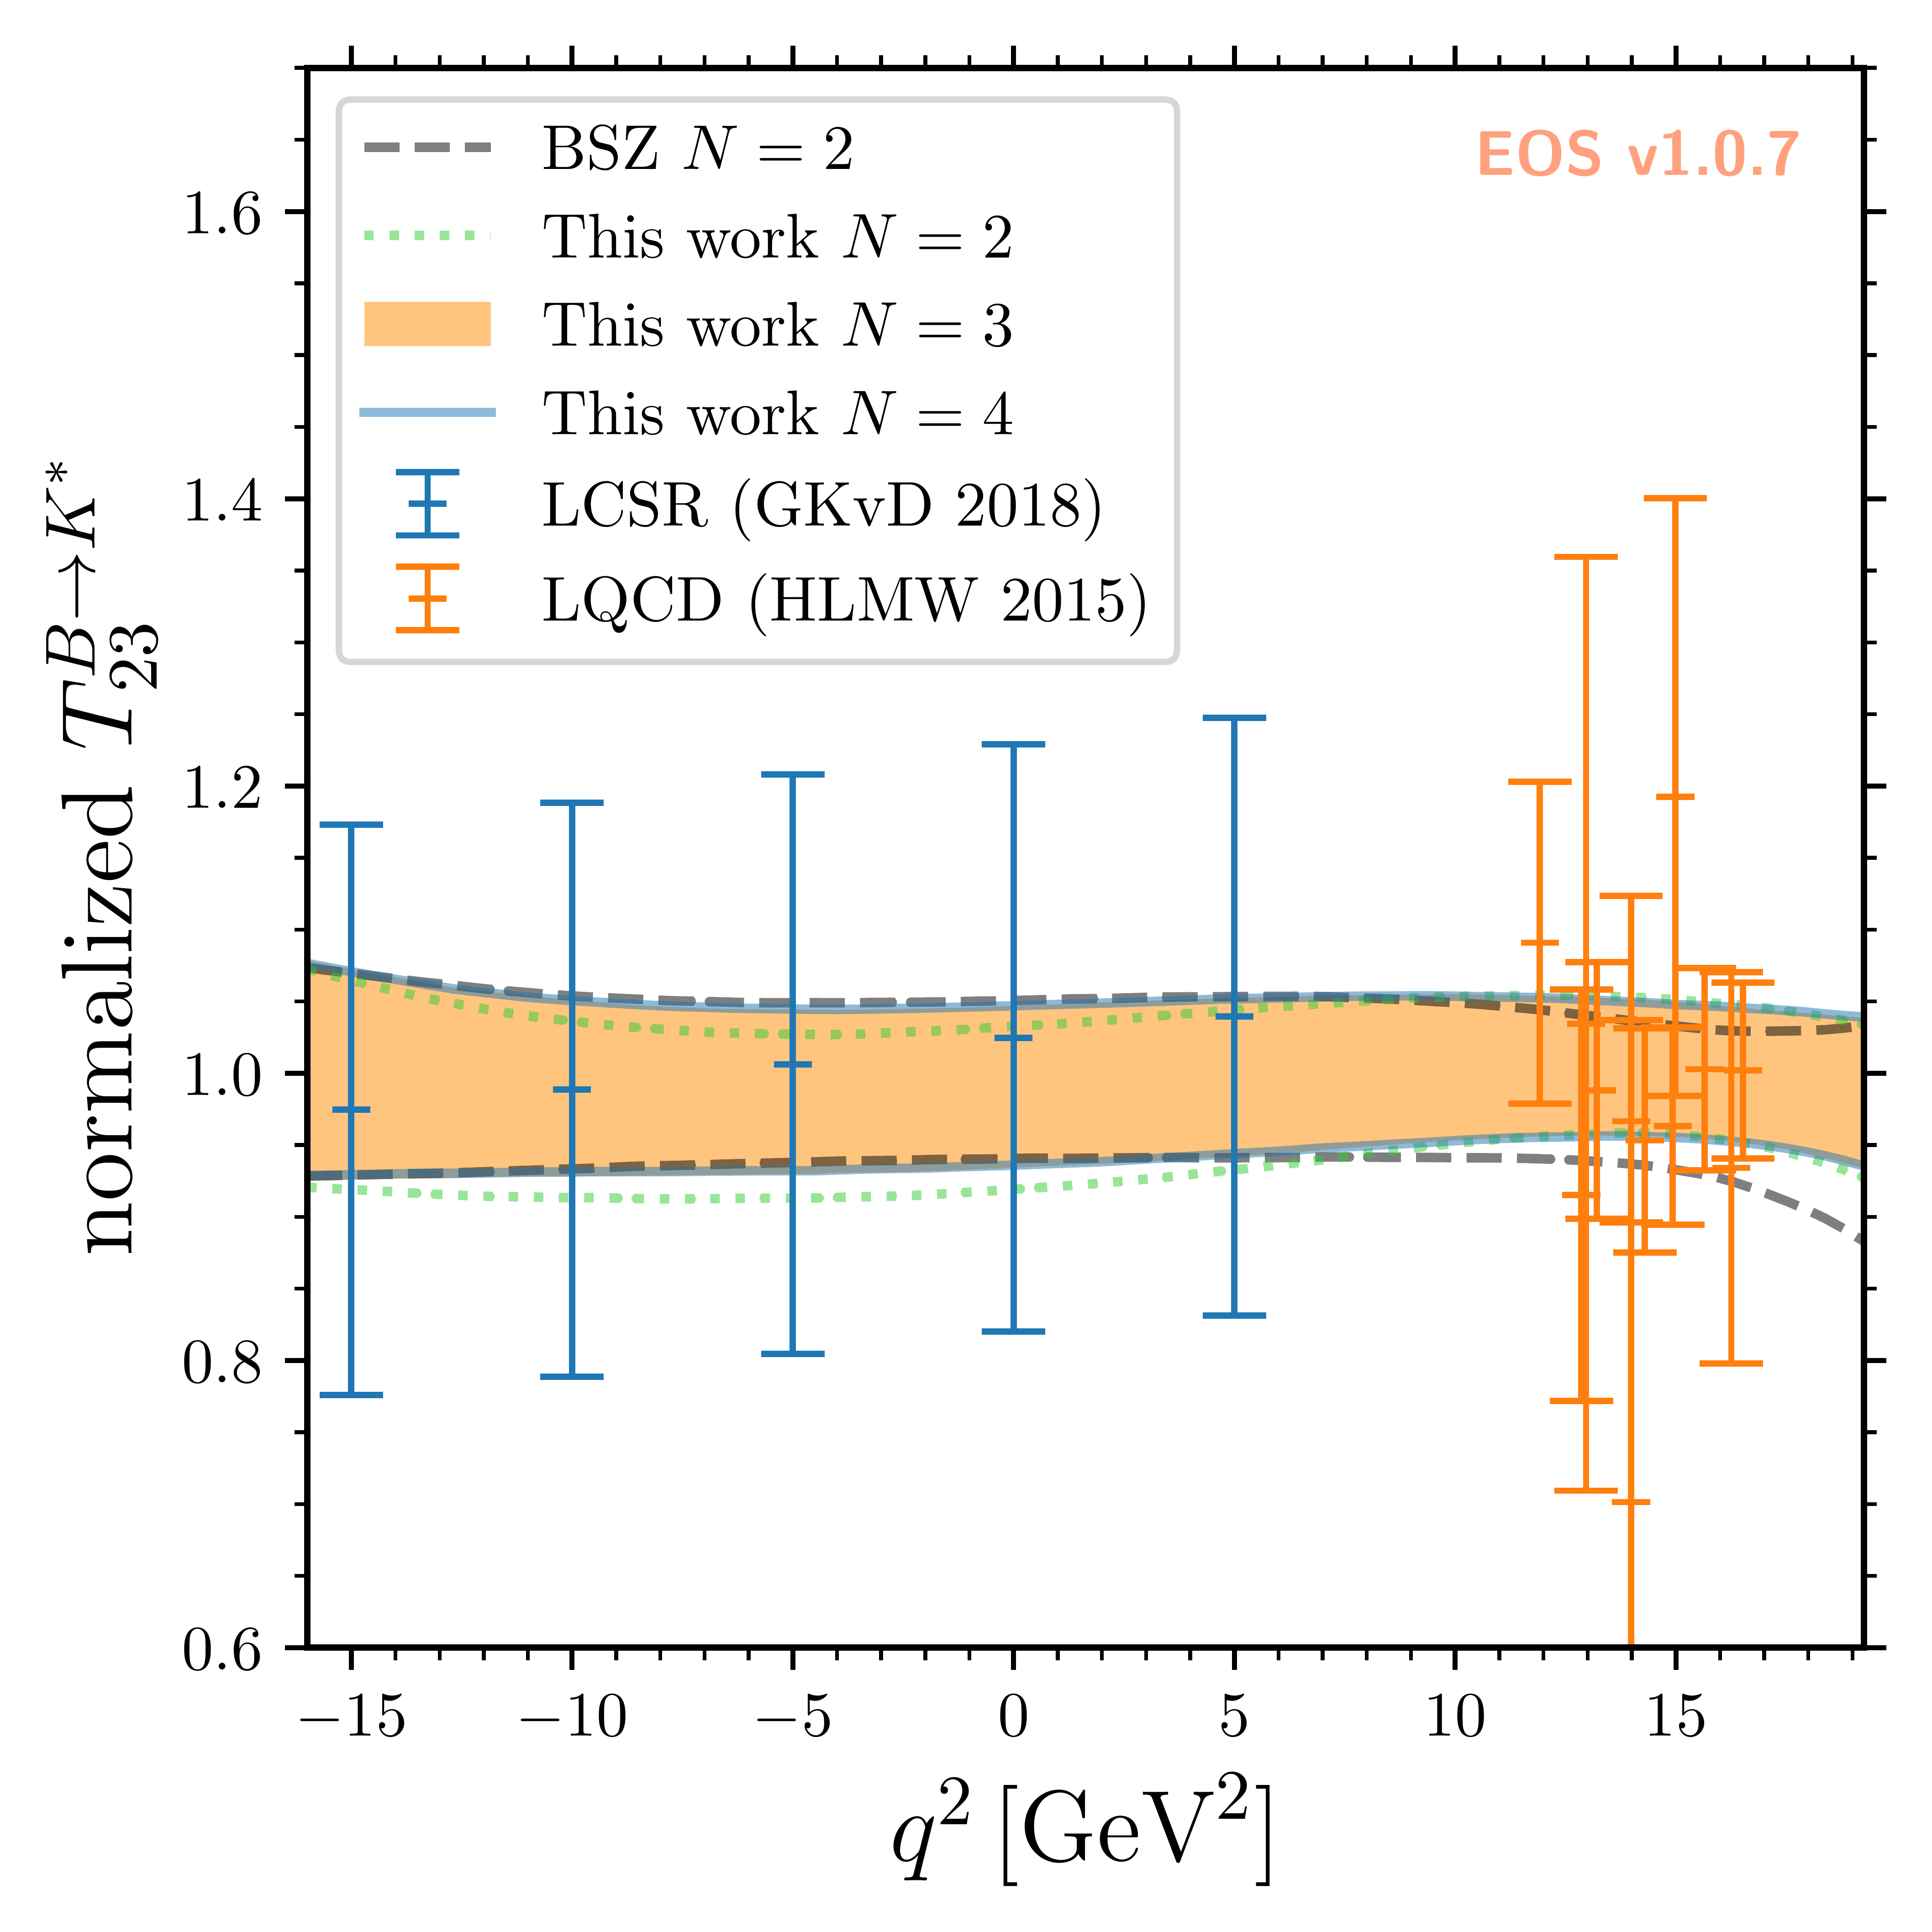 EOS v1.0.7
BSZ N = 2
This work N = 2
This work N = 3
This work N = 4
LCSR (GKvD 2018)
LQCD (HLMW 2015)
normalized T_{23}^{B→K^*}
1.6
1.4
1.2
1.0
0.8
0.6
−15 −10 −5 0 5 10 15
q^2 [GeV^2]